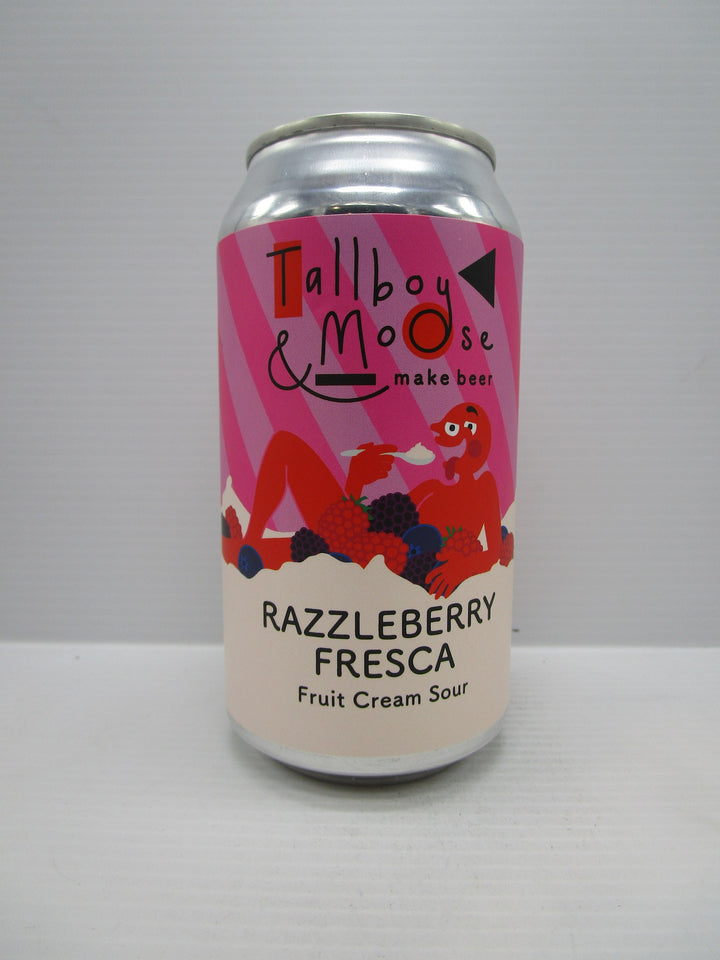 Tallboy
& Moose
make beer
RAZZLEBERRY
FRESCA
Fruit Cream Sour